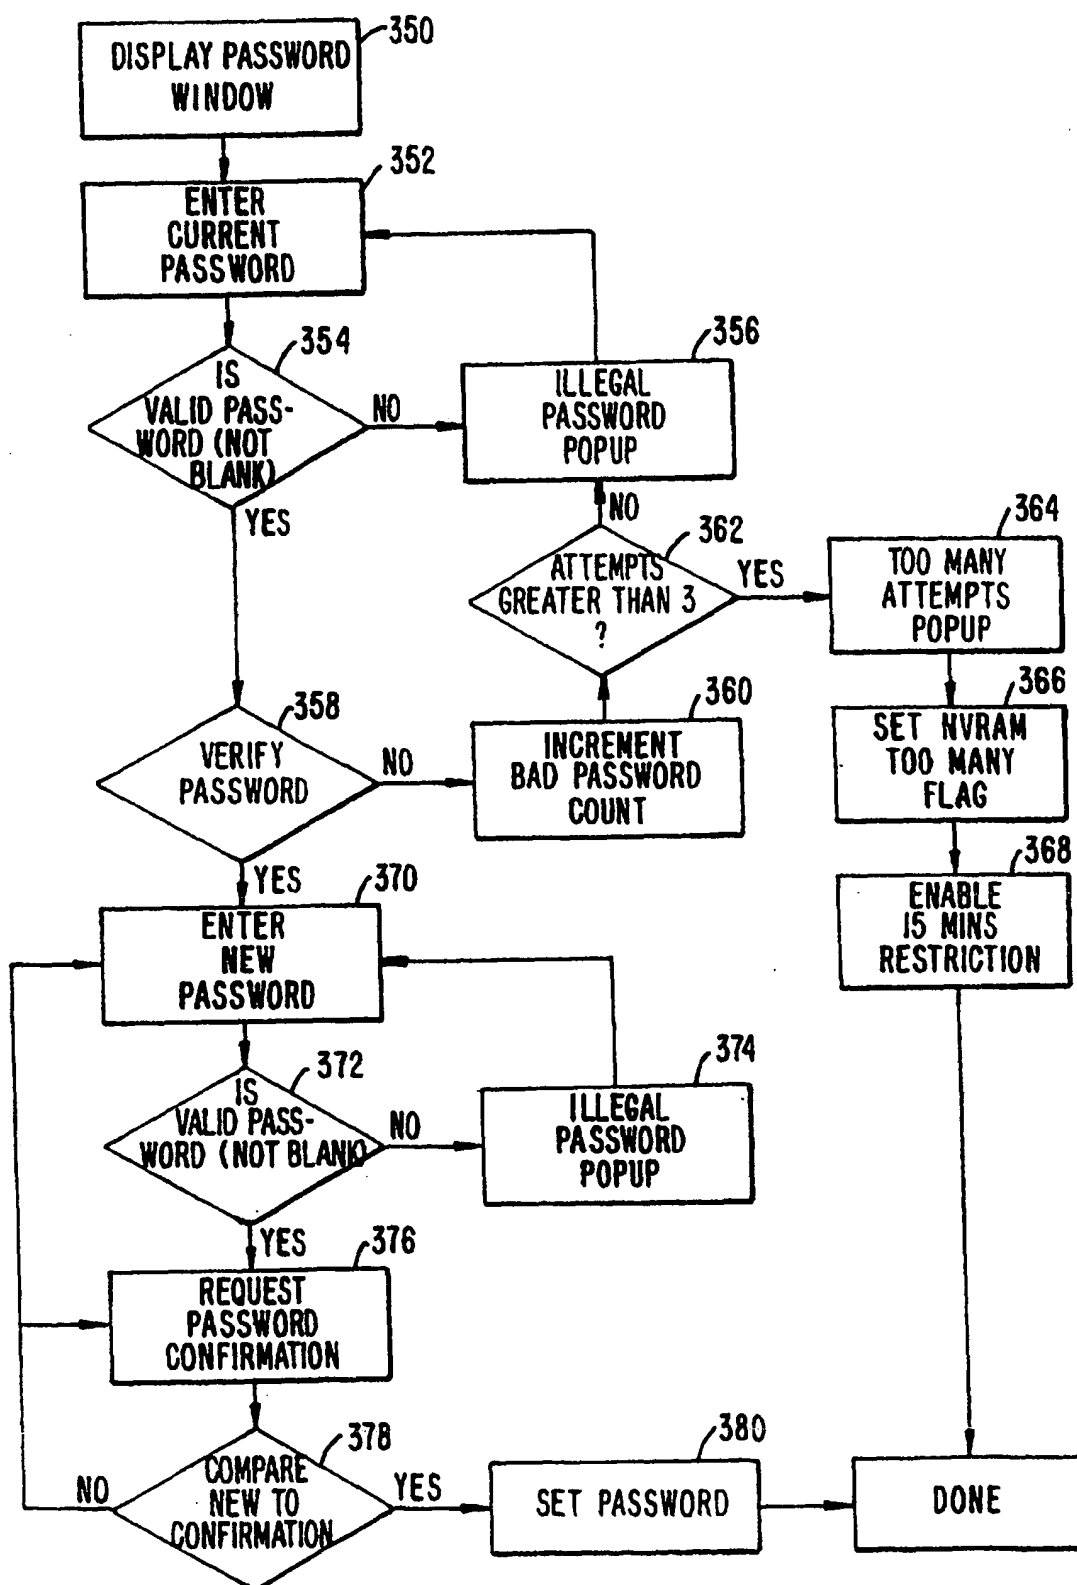 350
DISPLAY PASSWORD
WINDOW
352
ENTER
CURRENT
PASSWORD
354
IS
VALID PASS-
WORD (NOT
BLANK)
NO
YES
356
ILLEGAL
PASSWORD
POPUP
NO
362
ATTEMPTS
GREATER THAN 3
?
YES
364
TOO MANY
ATTEMPTS
POPUP
358
VERIFY
PASSWORD
NO
YES
360
INCREMENT
BAD PASSWORD
COUNT
366
SET NVRAM
TOO MANY
FLAG
368
ENABLE
15 MINS
RESTRICTION
370
ENTER
NEW
PASSWORD
372
IS
VALID PASS-
WORD (NOT BLANK)
NO
YES
374
ILLEGAL
PASSWORD
POPUP
376
REQUEST
PASSWORD
CONFIRMATION
378
COMPARE
NEW TO
CONFIRMATION
NO
YES
380
SET PASSWORD
DONE